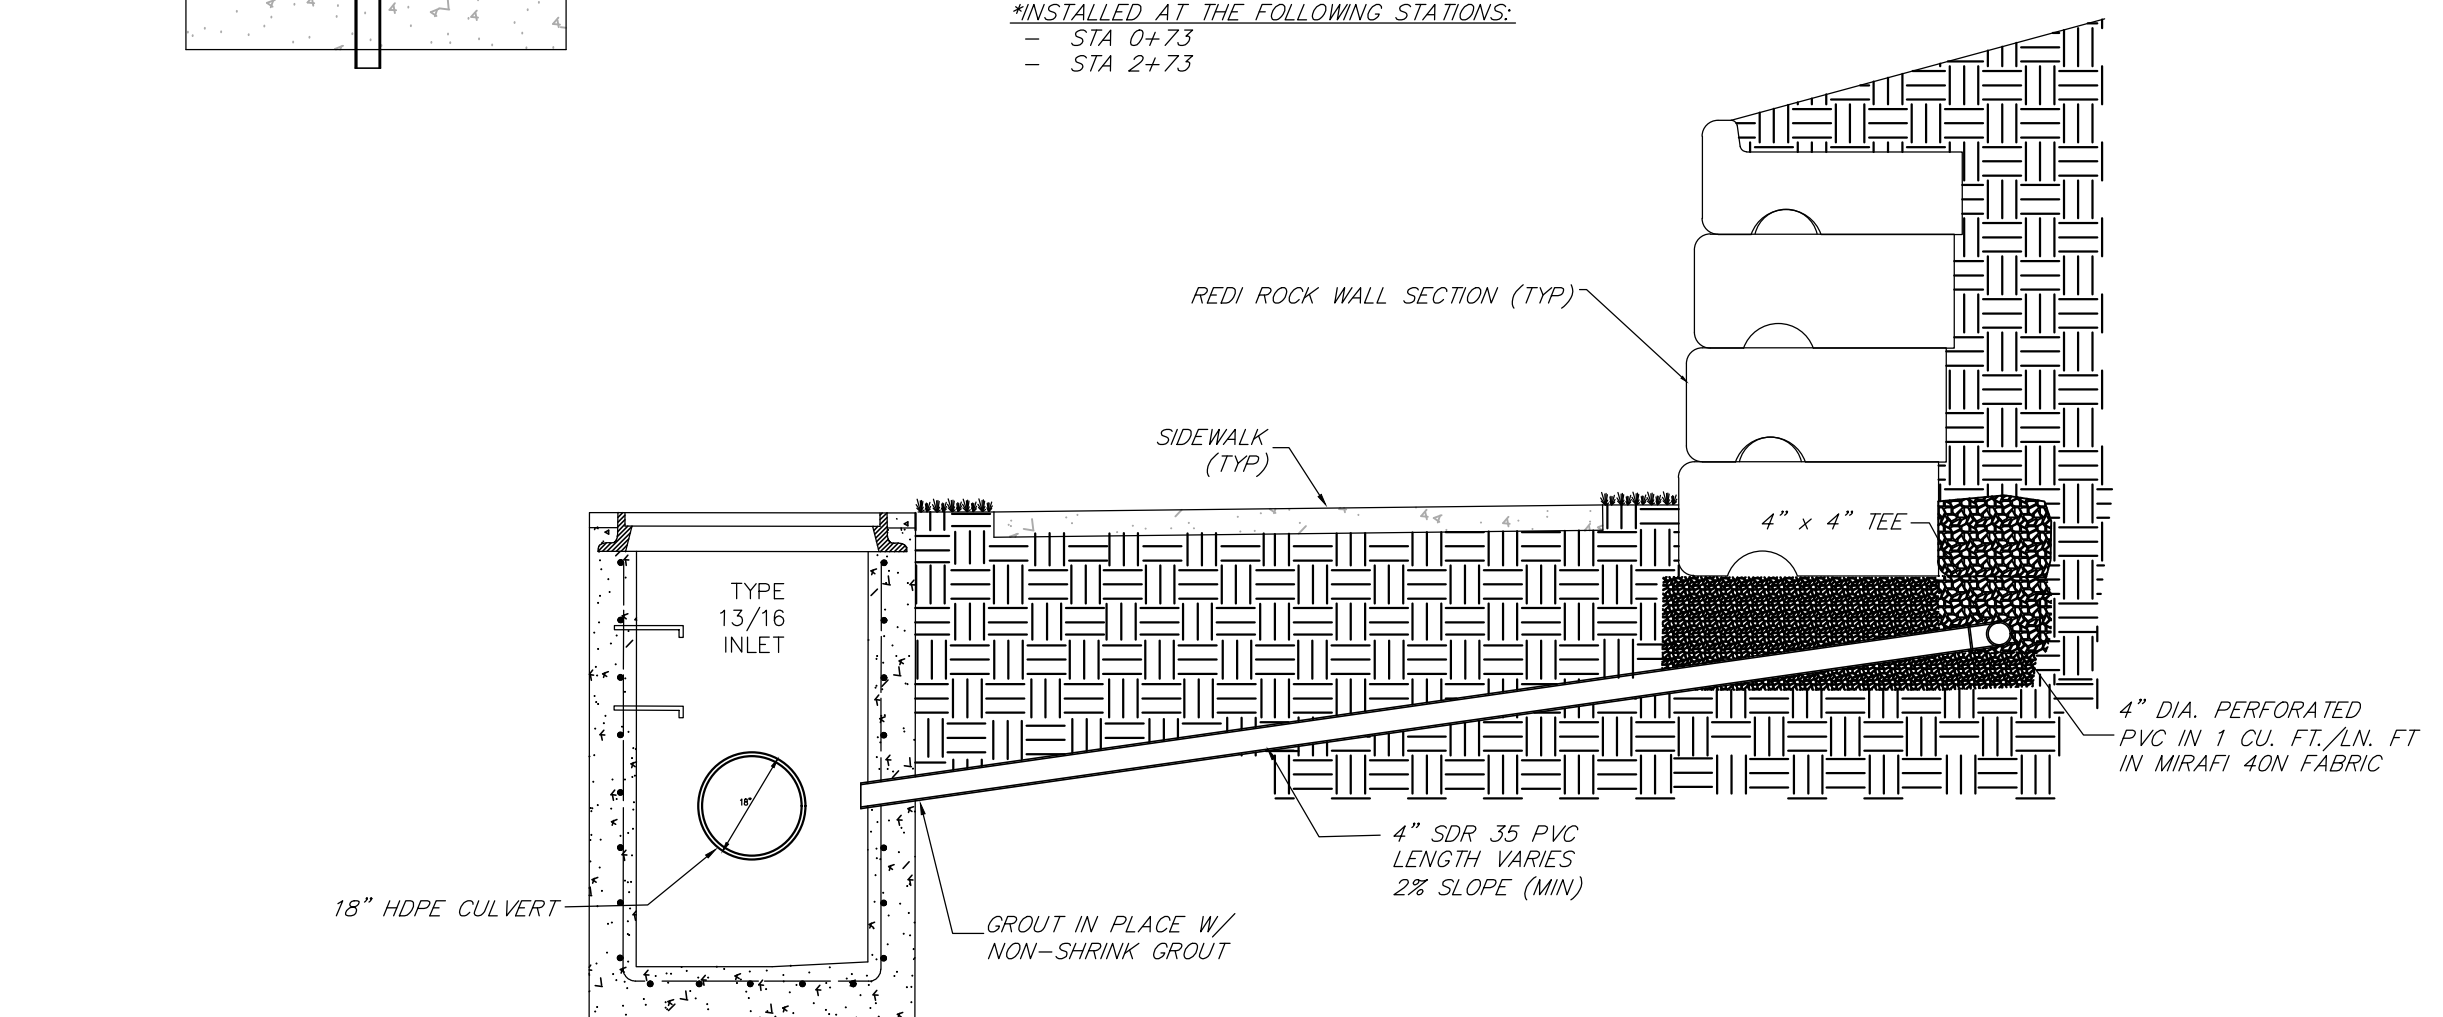 *INSTALLED AT THE FOLLOWING STATIONS:
- STA 0+73
- STA 2+73
REDI ROCK WALL SECTION (TYP)
SIDEWALK
(TYP)
4" x 4" TEE
TYPE
13/16
INLET
4" DIA. PERFORATED
PVC IN 1 CU. FT./LN. FT
IN MIRAFI 40N FABRIC
18"
4" SDR 35 PVC
LENGTH VARIES
2% SLOPE (MIN)
18" HDPE CULVERT
GROUT IN PLACE W/
NON-SHRINK GROUT